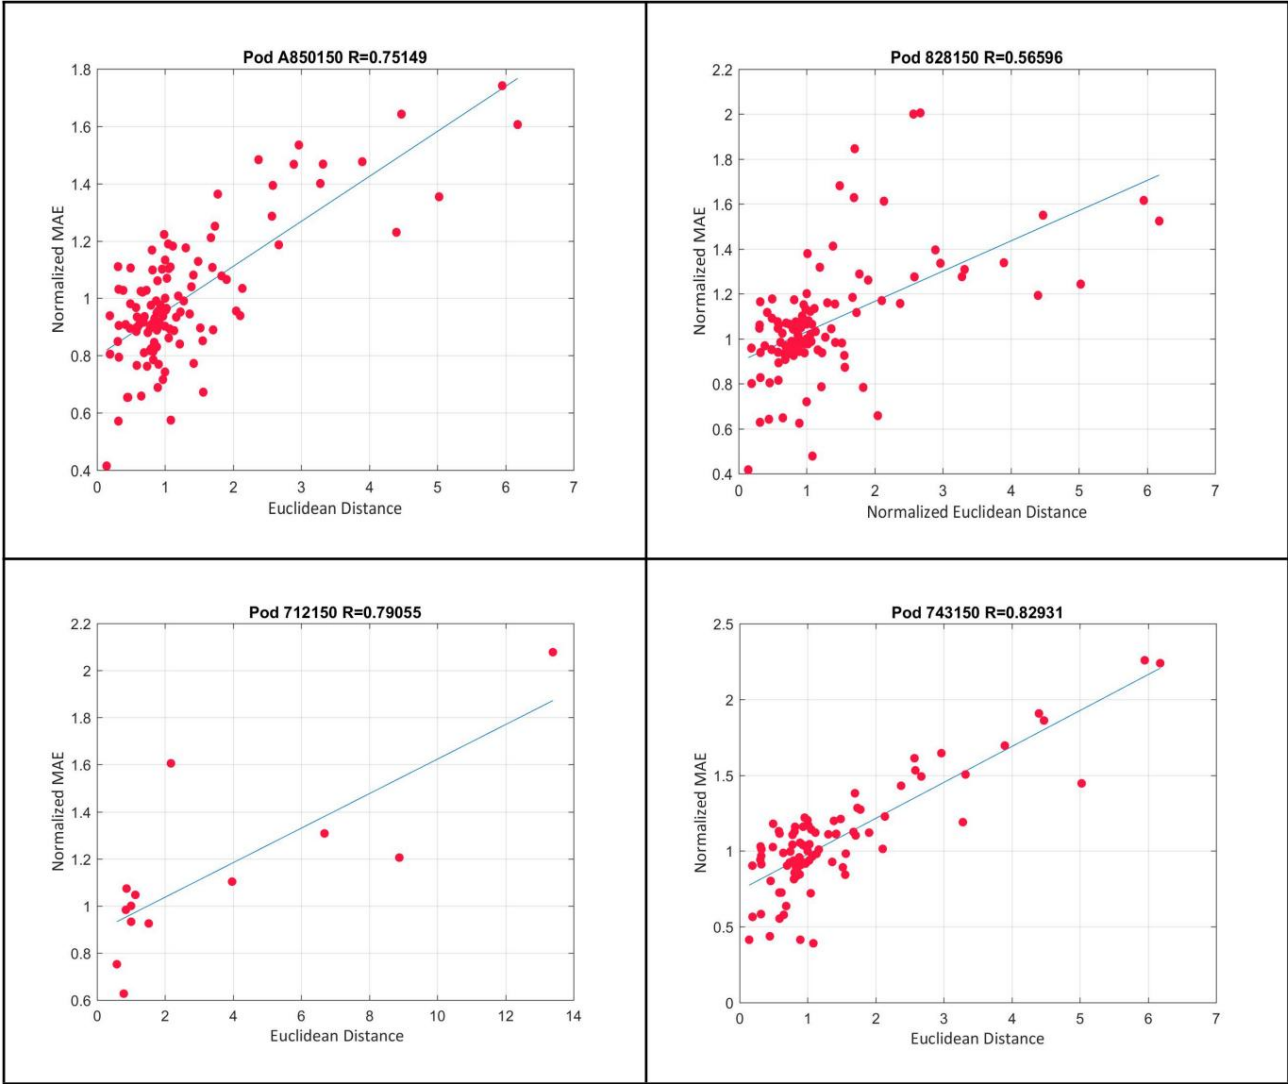 Pod A850150 R=0.75149
1.8
1.6
1.4
1.2
1
0.8
0.6
0.4
Normalized MAE
0 1 2 3 4 5 6 7
Euclidean Distance
Pod 828150 R=0.56596
2.2
2
1.8
1.6
1.4
1.2
1
0.8
0.6
0.4
Normalized MAE
0 1 2 3 4 5 6 7
Normalized Euclidean Distance
Pod 712150 R=0.79055
2.2
2
1.8
1.6
1.4
1.2
1
0.8
0.6
Normalized MAE
0 2 4 6 8 10 12 14
Euclidean Distance
Pod 743150 R=0.82931
2.5
2
1.5
1
0.5
0
Normalized MAE
0 1 2 3 4 5 6 7
Euclidean Distance